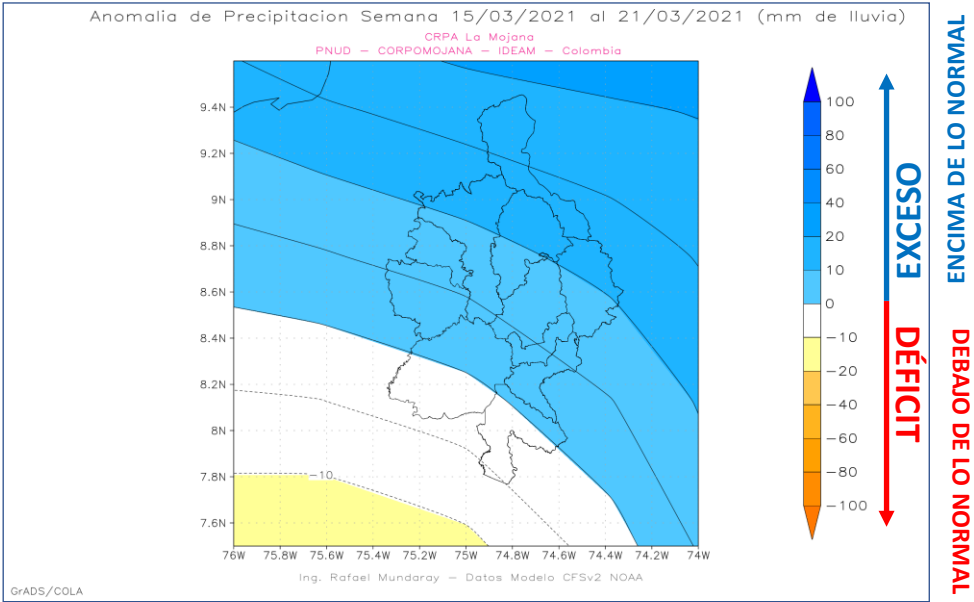 Anomalia de Precipitacion Semana 15/03/2021 al 21/03/2021 (mm de lluvia)
CRPA La Mojana
PNUD – CORPOMOJANA – IDEAM – Colombia
9.4N
9.2N
9N
8.8N
8.6N
8.4N
8.2N
8N
7.8N
7.6N
−10
76W 75.8W 75.6W 75.4W 75.2W 75W 74.8W 74.6W 74.4W 74.2W 74W
Ing. Rafael Mundaray – Datos Modelo CFSv2 NOAA
GrADS/COLA
100
80
60
40
20
10
0
−10
−20
−40
−60
−80
−100
EXCESO
DÉFICIT
ENCIMA DE LO NORMAL
DEBAJO DE LO NORMAL